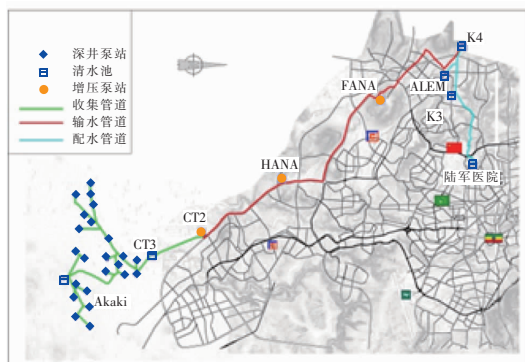 深井泵站
清水池
增压泵站
收集管道
输水管道
配水管道
K4
ALEM
FANA
K3
陆军医院
HANA
CT2
CT3
Akaki